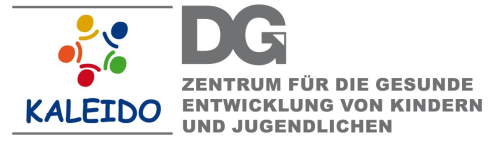 KALEIDO
DG
ZENTRUM FÜR DIE GESUNDE
ENTWICKLUNG VON KINDERN
UND JUGENDLICHEN